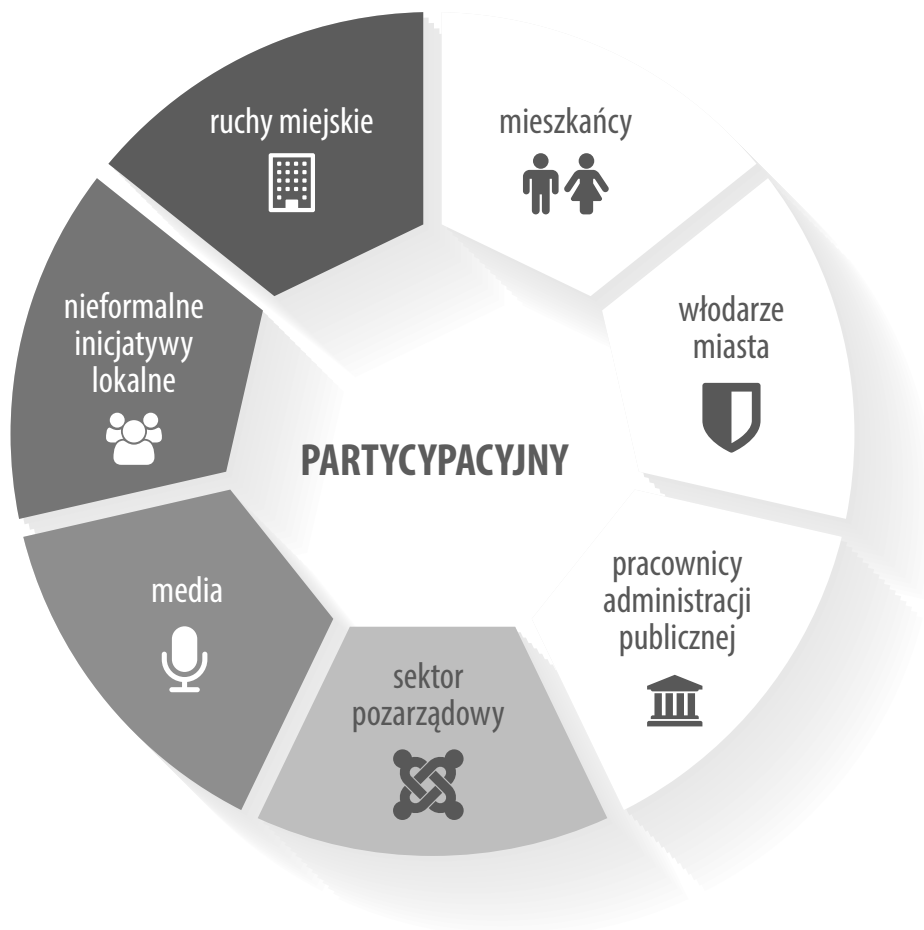 ruchy miejskie
mieszkańcy
włodarze
miasta
pracownicy
administracji
publicznej
sektor
pozarządowy
media
nieformalne
inicjatywy
lokalne
PARTYCYPACYJNY